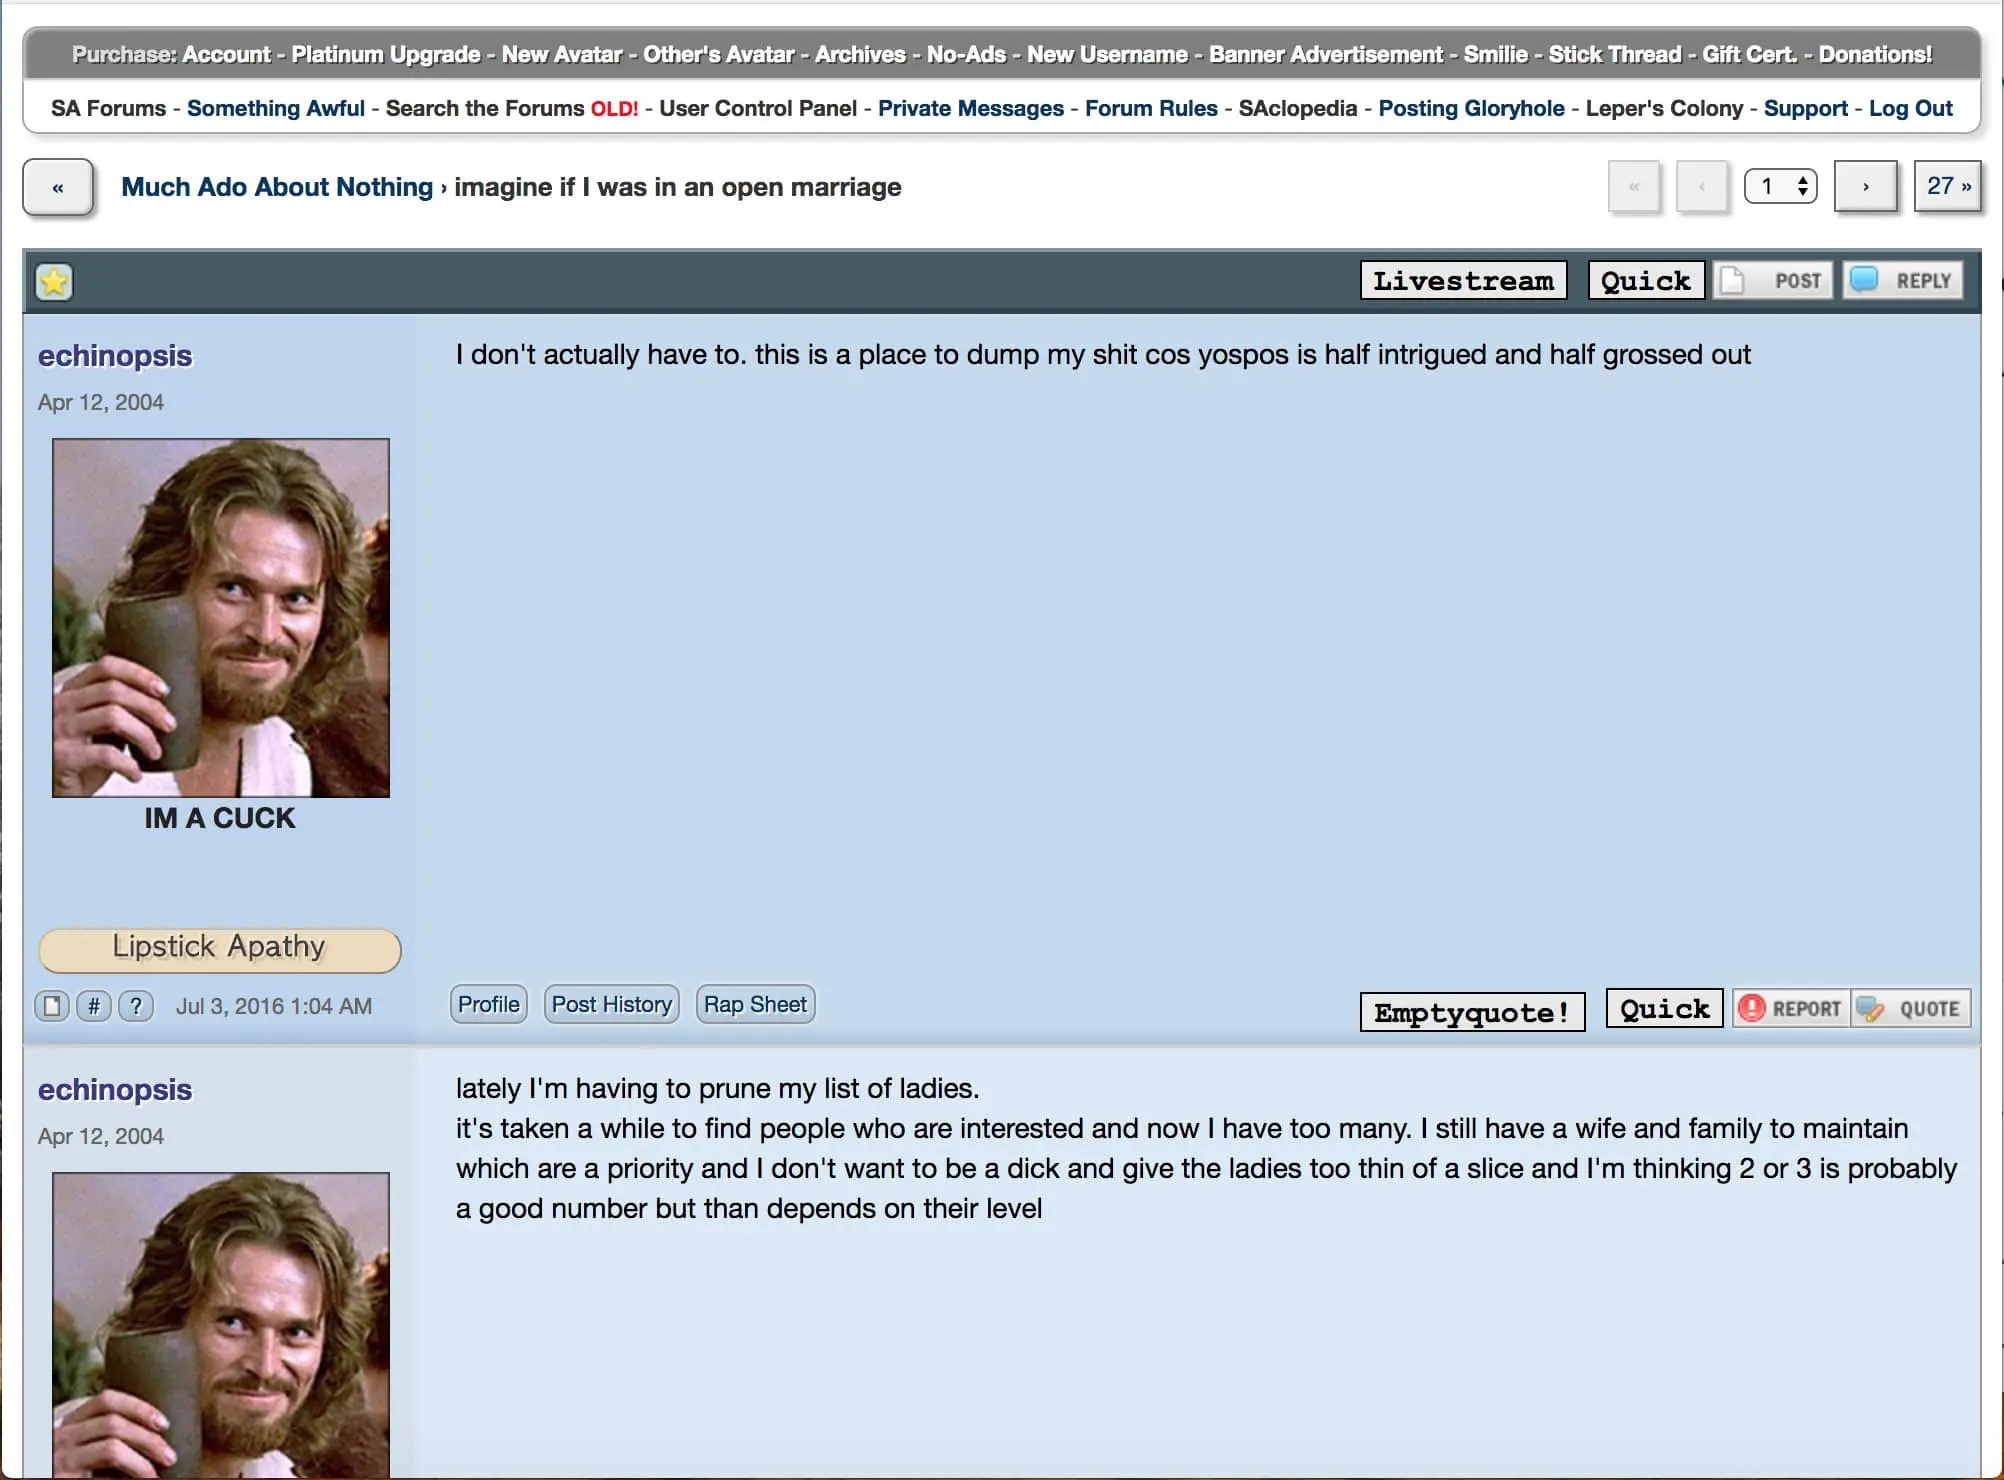 Purchase: Account - Platinum Upgrade - New Avatar - Other's Avatar - Archives - No-Ads - New Username - Banner Advertisement - Smilie - Stick Thread - Gift Cert. - Donations!
SA Forums - Something Awful - Search the Forums OLD! - User Control Panel - Private Messages - Forum Rules - SAclopedia - Posting Gloryhole - Leper's Colony - Support - Log Out
« Much Ado About Nothing › imagine if I was in an open marriage « ‹ 1 › 27 »
Livestream Quick POST REPLY
echinopsis
Apr 12, 2004
I don't actually have to. this is a place to dump my shit cos yospos is half intrigued and half grossed out
IM A CUCK
Lipstick Apathy
# ? Jul 3, 2016 1:04 AM Profile Post History Rap Sheet Emptyquote! Quick REPORT QUOTE
echinopsis
Apr 12, 2004
lately I'm having to prune my list of ladies.
it's taken a while to find people who are interested and now I have too many. I still have a wife and family to maintain
which are a priority and I don't want to be a dick and give the ladies too thin of a slice and I'm thinking 2 or 3 is probably
a good number but than depends on their level